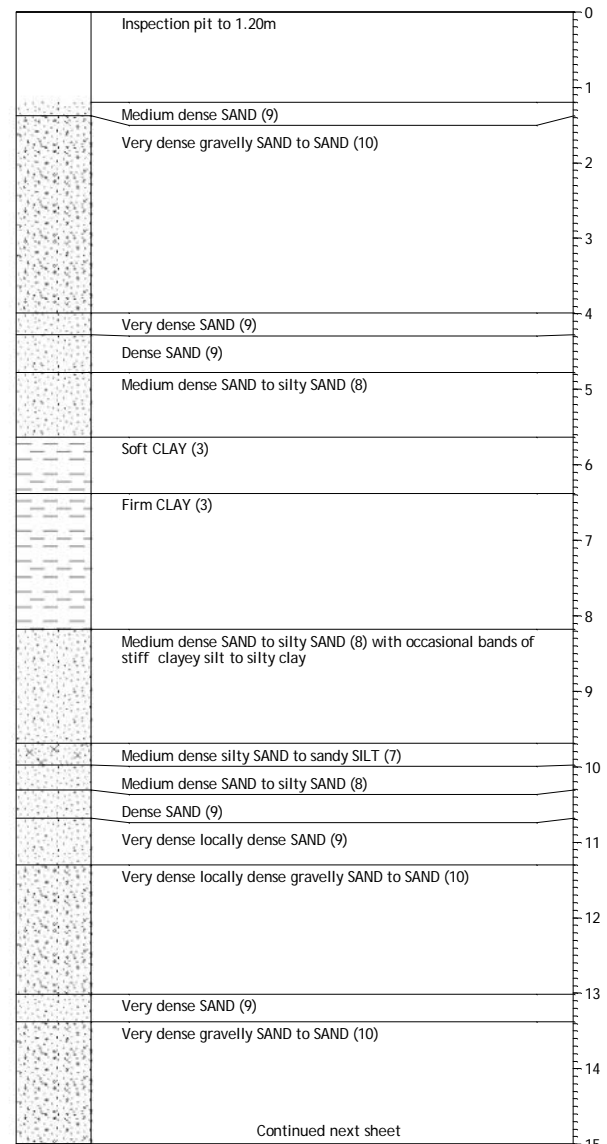 0
Inspection pit to 1.20m
1
Medium dense SAND (9)
Very dense gravelly SAND to SAND (10)
2
3
4
Very dense SAND (9)
Dense SAND (9)
Medium dense SAND to silty SAND (8)
5
Soft CLAY (3)
6
Firm CLAY (3)
7
8
Medium dense SAND to silty SAND (8) with occasional bands of
stiff clayey silt to silty clay
9
Medium dense silty SAND to sandy SILT (7)
10
Medium dense SAND to silty SAND (8)
Dense SAND (9)
Very dense locally dense SAND (9)
11
Very dense locally dense gravelly SAND to SAND (10)
12
13
Very dense SAND (9)
Very dense gravelly SAND to SAND (10)
14
Continued next sheet
15